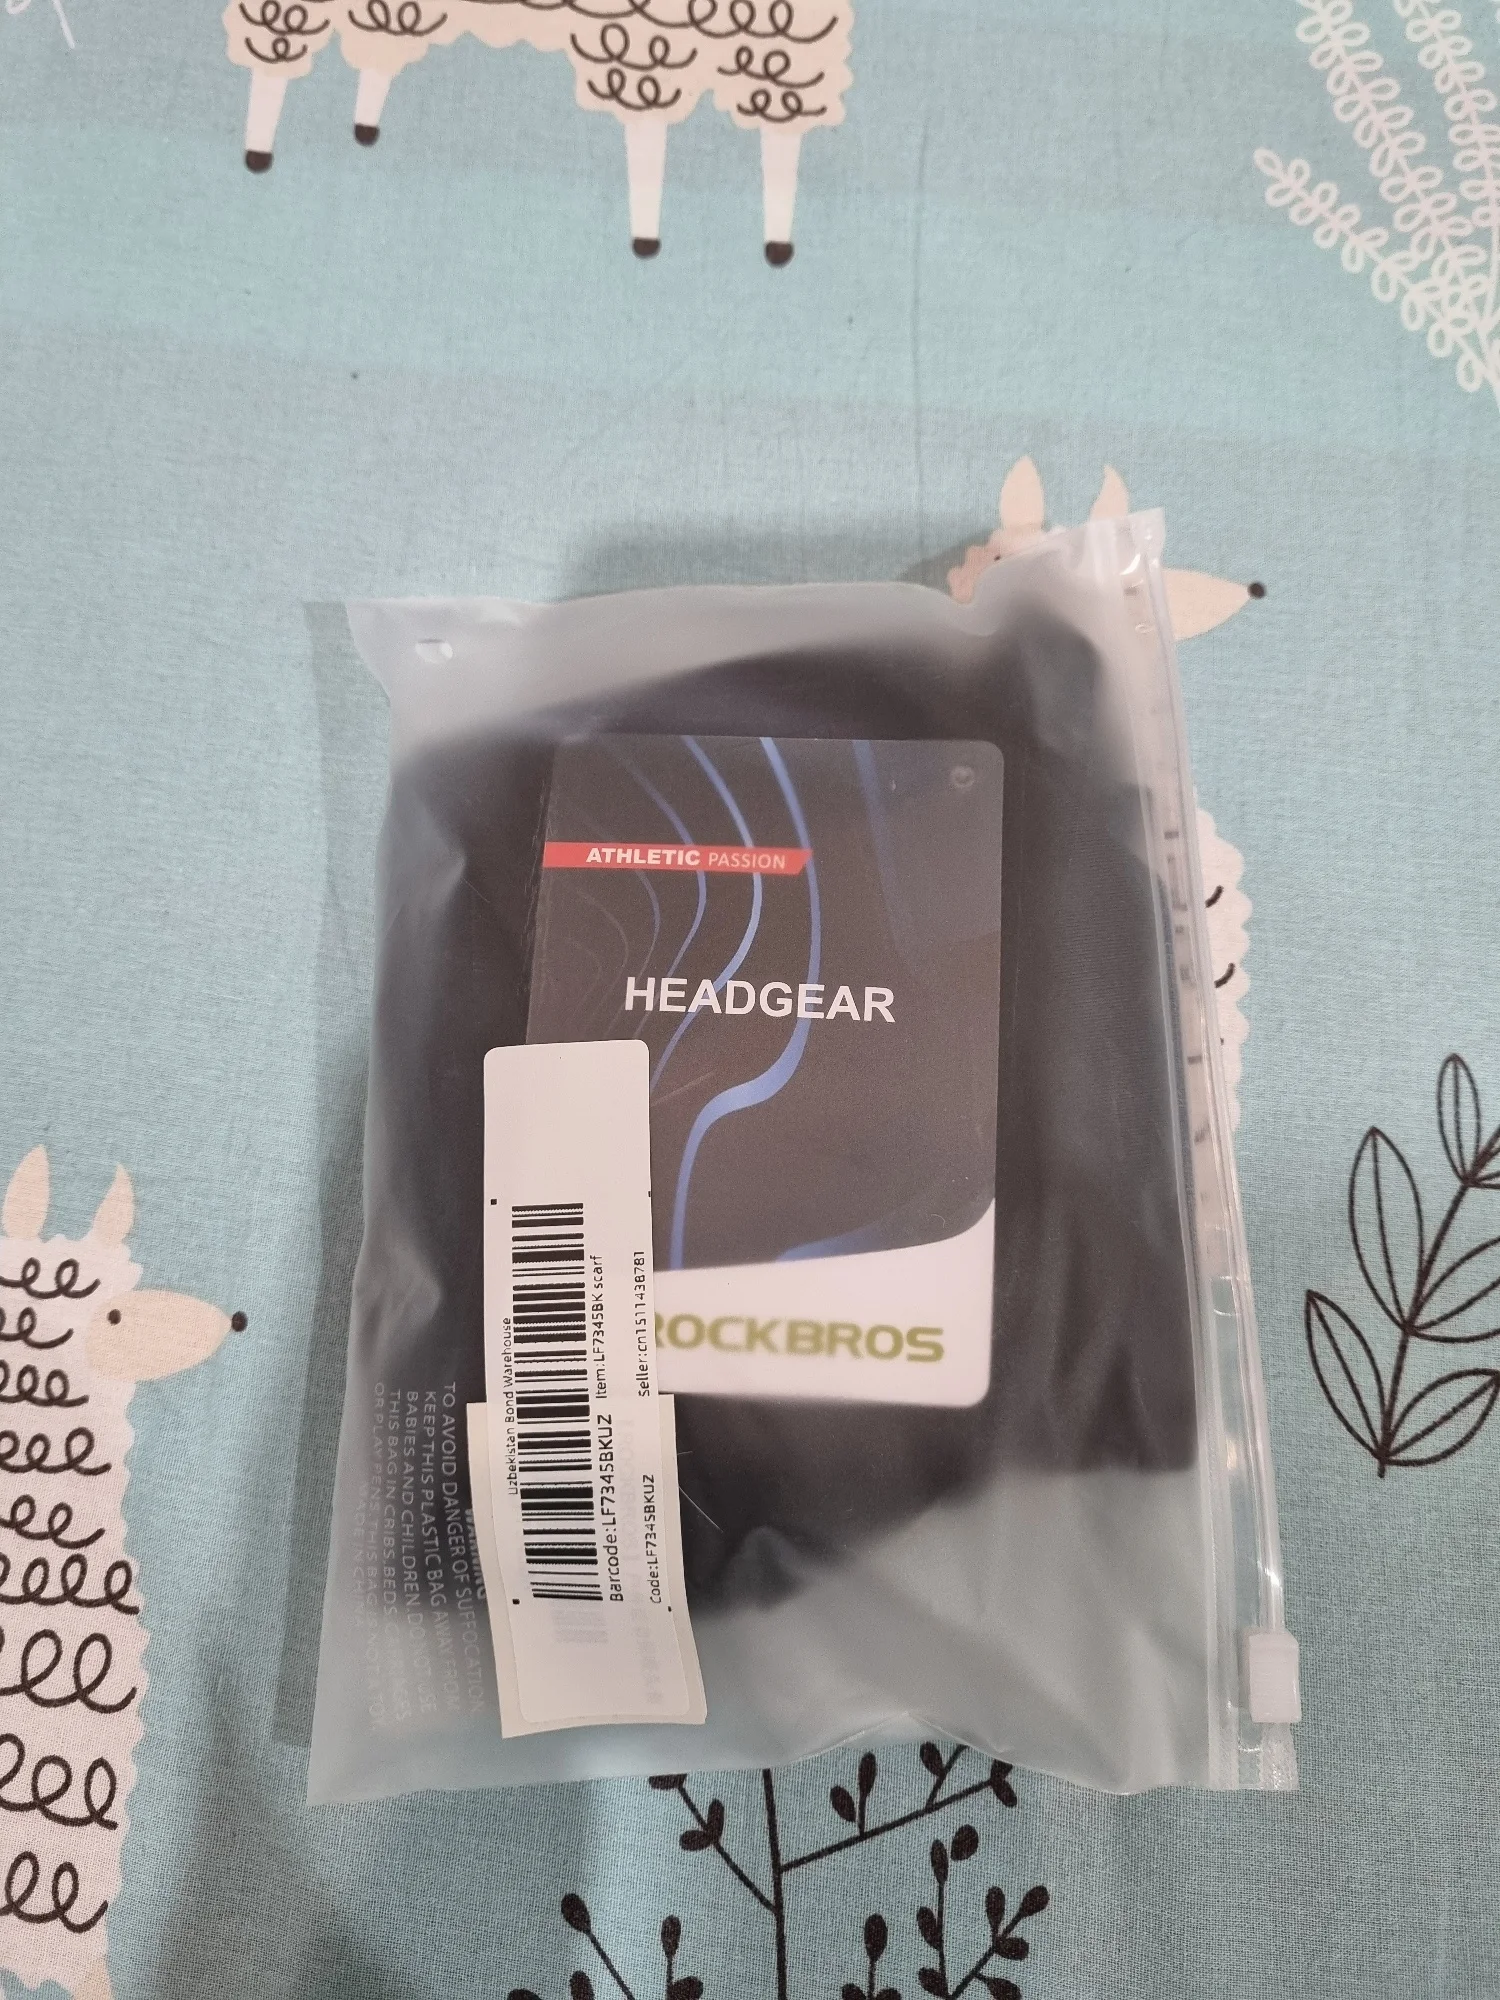 ATHLETIC PASSION
HEADGEAR
ROCKBROS
Uzbekistan Bond Warehouse
Barcode:LF7345BKUZ Item:LF7345BK scarf
Code:LF7345BKUZ Seller:cn1511438781
WARNING
TO AVOID DANGER OF SUFFOCATION,
KEEP THIS PLASTIC BAG AWAY FROM
BABIES AND CHILDREN. DO NOT USE
THIS BAG IN CRIBS, BEDS, CARRIAGES
OR PLAY PENS. THIS BAG IS NOT A TOY.
MADE IN CHINA